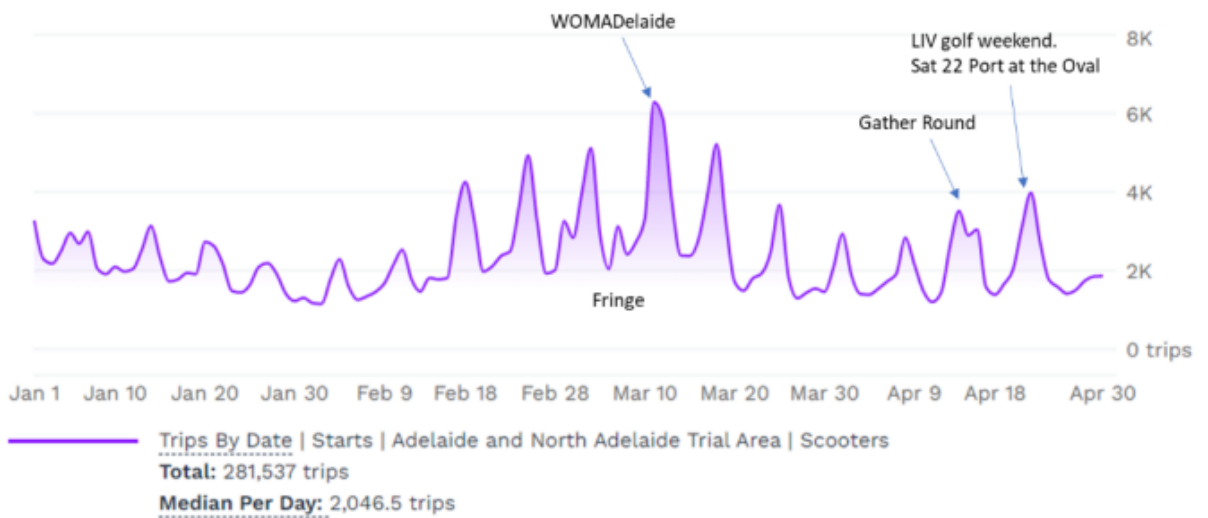 WOMADelaide
8K
LIV golf weekend.
Sat 22 Port at the Oval
6K
Gather Round
4K
2K
Fringe
0 trips
Jan 1 Jan 10 Jan 20 Jan 30 Feb 9 Feb 18 Feb 28 Mar 10 Mar 20 Mar 30 Apr 9 Apr 18 Apr 30
Trips By Date | Starts | Adelaide and North Adelaide Trial Area | Scooters
Total: 281,537 trips
Median Per Day: 2,046.5 trips